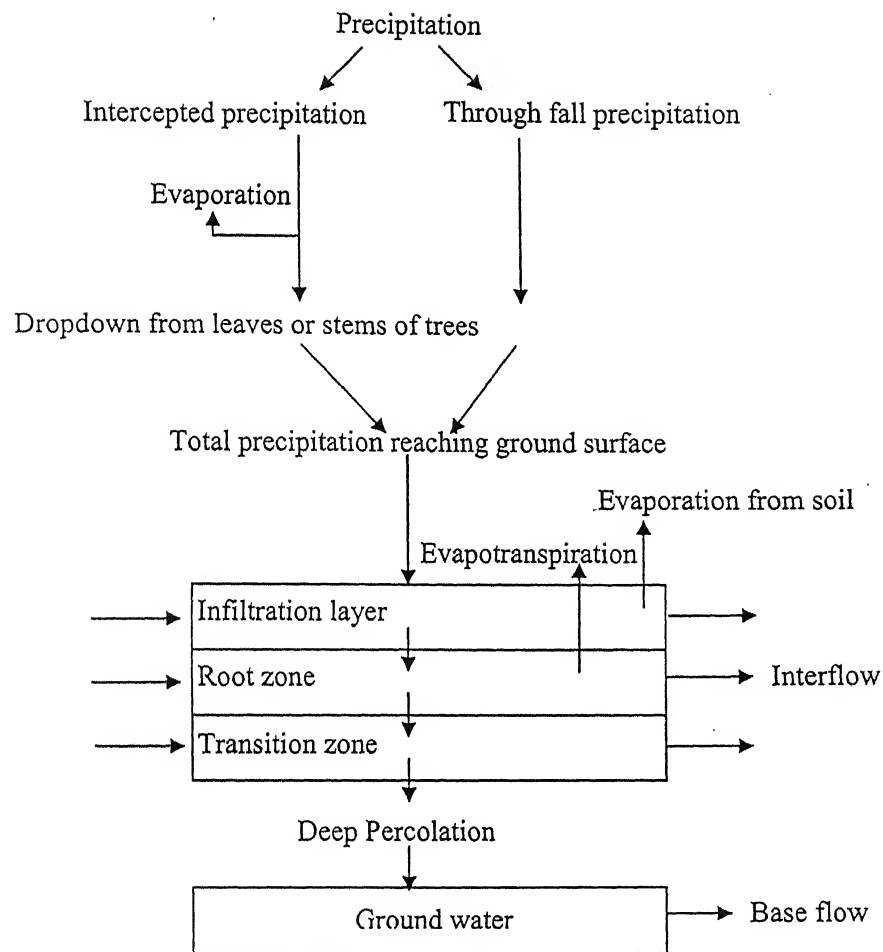 Precipitation
Intercepted precipitation
Through fall precipitation
Evaporation
Dropdown from leaves or stems of trees
Total precipitation reaching ground surface
Evaporation from soil
Evapotranspiration
Infiltration layer
Root zone
Interflow
Transition zone
Deep Percolation
Ground water
Base flow